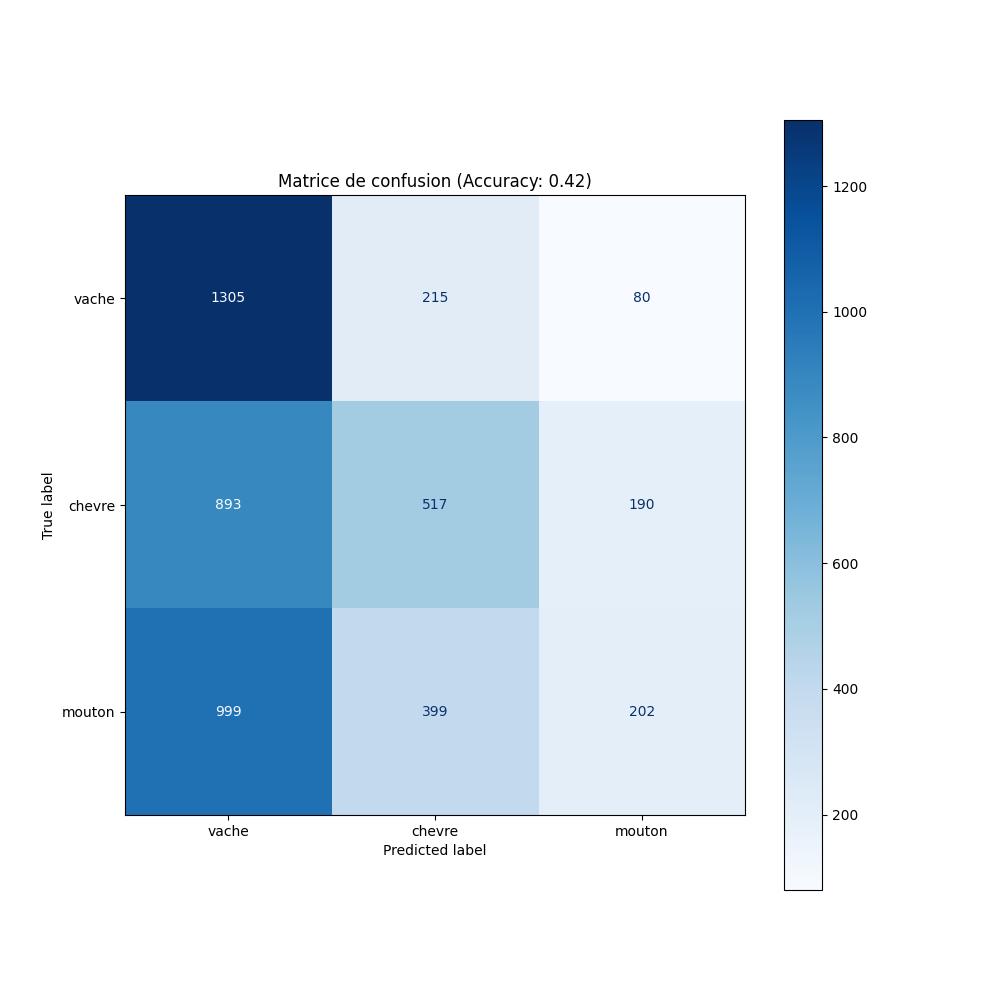 Matrice de confusion (Accuracy: 0.42)
vache 1305 215 80
chevre 893 517 190
mouton 999 399 202
vache chevre mouton
Predicted label
True label
1200
1000
800
600
400
200